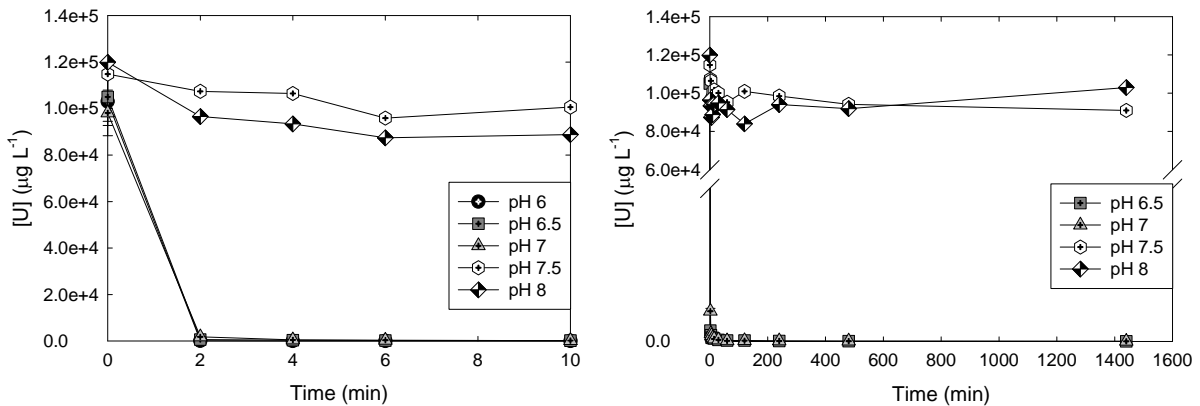 1.4e+5
1.2e+5
1.0e+5
8.0e+4
6.0e+4
4.0e+4
2.0e+4
0.0
[U] (μg L-1)
0 2 4 6 8 10
Time (min)
pH 6
pH 6.5
pH 7
pH 7.5
pH 8
1.4e+5
1.2e+5
1.0e+5
8.0e+4
6.0e+4
0.0
[U] (μg L-1)
0 200 400 600 800 1000 1200 1400 1600
Time (min)
pH 6.5
pH 7
pH 7.5
pH 8